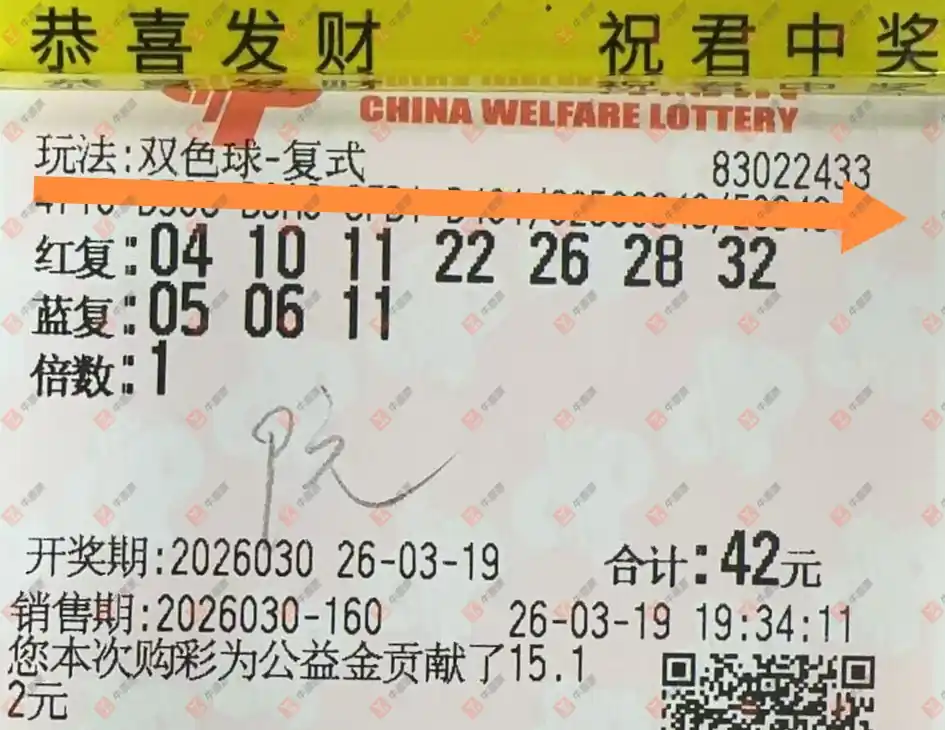 恭喜发财 祝君中奖
CHINA WELFARE LOTTERY
玩法:双色球-复式 83022433
红复:04 10 11 22 26 28 32
蓝复:05 06 11
倍数:1
开奖期:2026030 26-03-19 合计:42元
销售期:2026030-160 26-03-19 19:34:11
您本次购彩为公益金贡献了15.1
2元